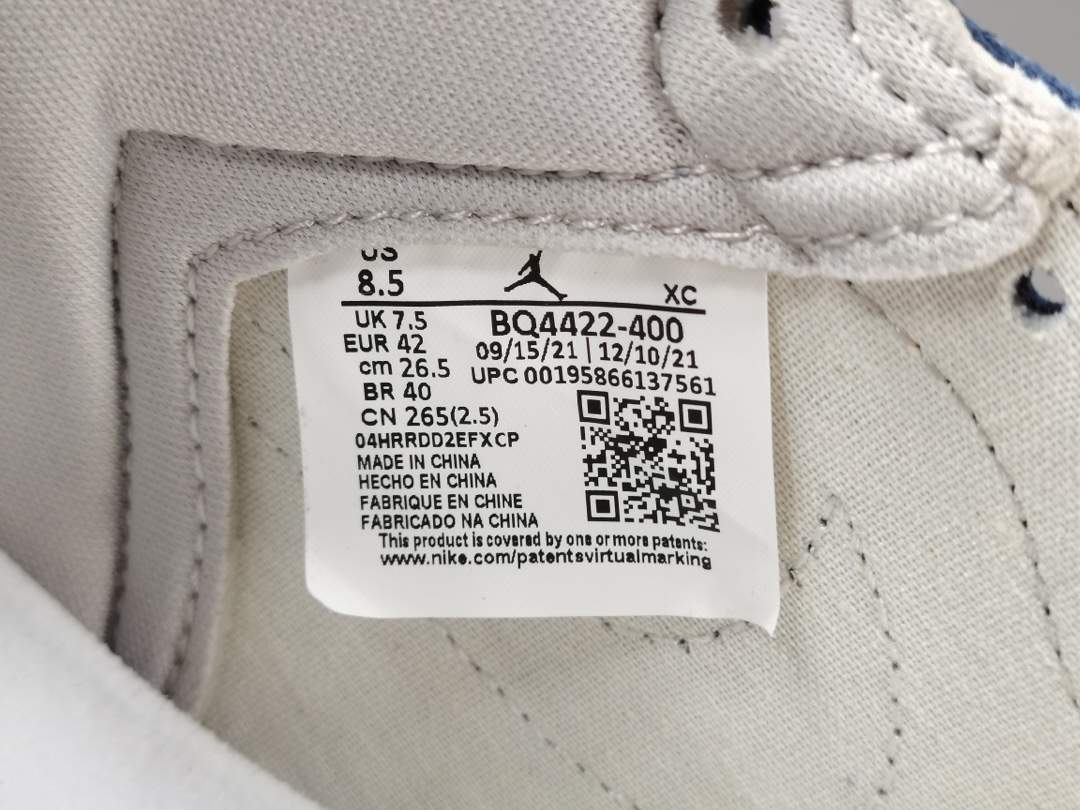 US
8.5
XC
UK 7.5
EUR 42
cm 26.5
BR 40
CN 265(2.5)
BQ4422-400
09/15/21 | 12/10/21
UPC 00195866137561
04HRRDD2EFXCP
MADE IN CHINA
HECHO EN CHINA
FABRIQUE EN CHINE
FABRICADO NA CHINA
This product is covered by one or more patents:
www.nike.com/patentsvirtualmarking